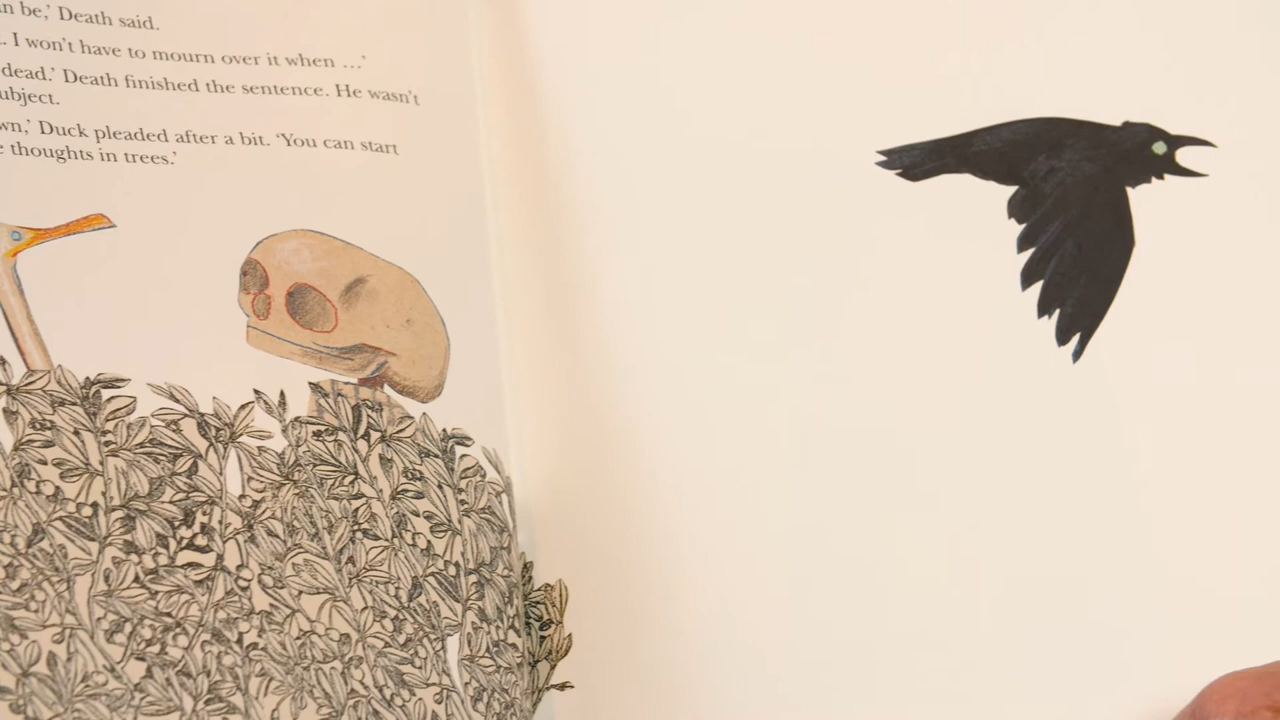 n be,’ Death said.
. I won’t have to mourn over it when …’
dead.’ Death finished the sentence. He wasn’t
ubject.
wn,’ Duck pleaded after a bit. ‘You can start
e thoughts in trees.’